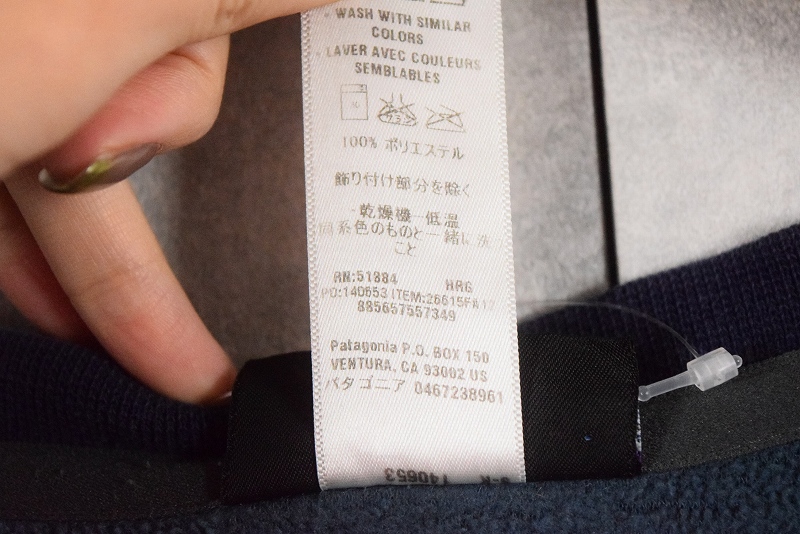 · WASH WITH SIMILAR
COLORS
· LAVER AVEC COULEURS
SEMBLABLES
100% ポリエステル
飾り付け部分を除く
·乾燥機-低温
同系色のものと一緒に洗う
こと
RN:51884 HRG
PO:140653 ITEM:26615FA12
885657557349
Patagonia P.O. BOX 150
VENTURA, CA 93002 US
パタゴニア 0467238961
140653